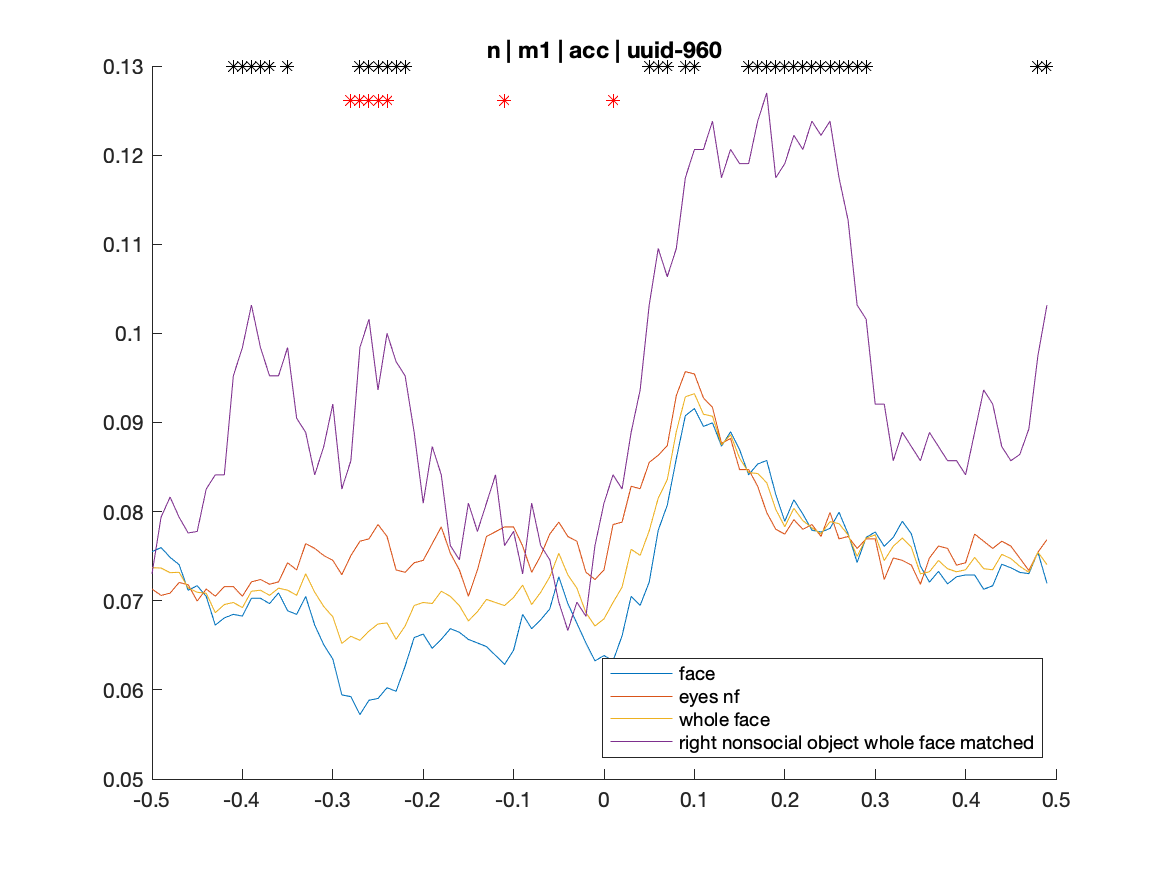 n | m1 | acc | uuid-960
0.13
0.12
0.11
0.1
0.09
0.08
0.07
0.06
0.05
-0.5 -0.4 -0.3 -0.2 -0.1 0 0.1 0.2 0.3 0.4 0.5
face
eyes nf
whole face
right nonsocial object whole face matched